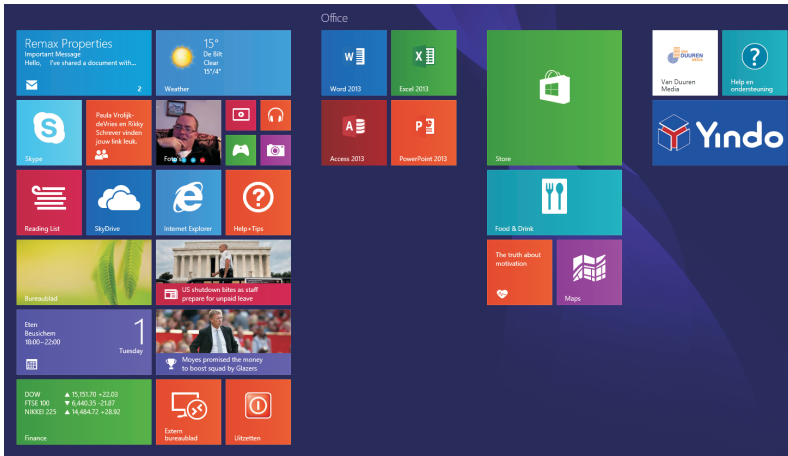 Office
Remax Properties
Important Message
Hello, I've shared a document with...
2
15°
De Bilt
Clear
15°/4°
Weather
Skype
Paula Vrolijk-
deVries en Rikky
Schrever vinden
jouw link leuk.
Foto's
Reading List
SkyDrive
Internet Explorer
Help+Tips
Bureaublad
US shutdown bites as staff
prepare for unpaid leave
Eten
Beusichem
18:00–22:00
1
Tuesday
Moyes promised the money
to boost squad by Glazers
DOW ▲ 15,151.70 +22.03
FTSE 100 ▼ 6,440.35 -21.87
NIKKEI 225 ▲ 14,484.72 +28.92
Finance
Extern
bureaublad
Uitzetten
Word 2013
Excel 2013
Access 2013
PowerPoint 2013
Store
Food & Drink
The truth about
motivation
Maps
VAN
DUUREN
MEDIA
Van Duuren
Media
Help en
ondersteuning
Yindo